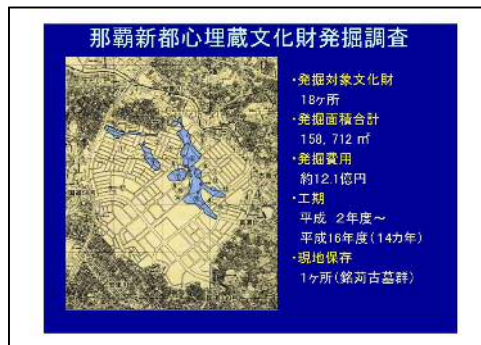 那覇新都心埋蔵文化財発掘調査
・発掘対象文化財
18ヶ所
・発掘面積合計
158,712 ㎡
・発掘費用
約12.1億円
・工期
平成 2年度～
平成16年度(14カ年)
・現地保存
1ヶ所(銘苅古墓群)